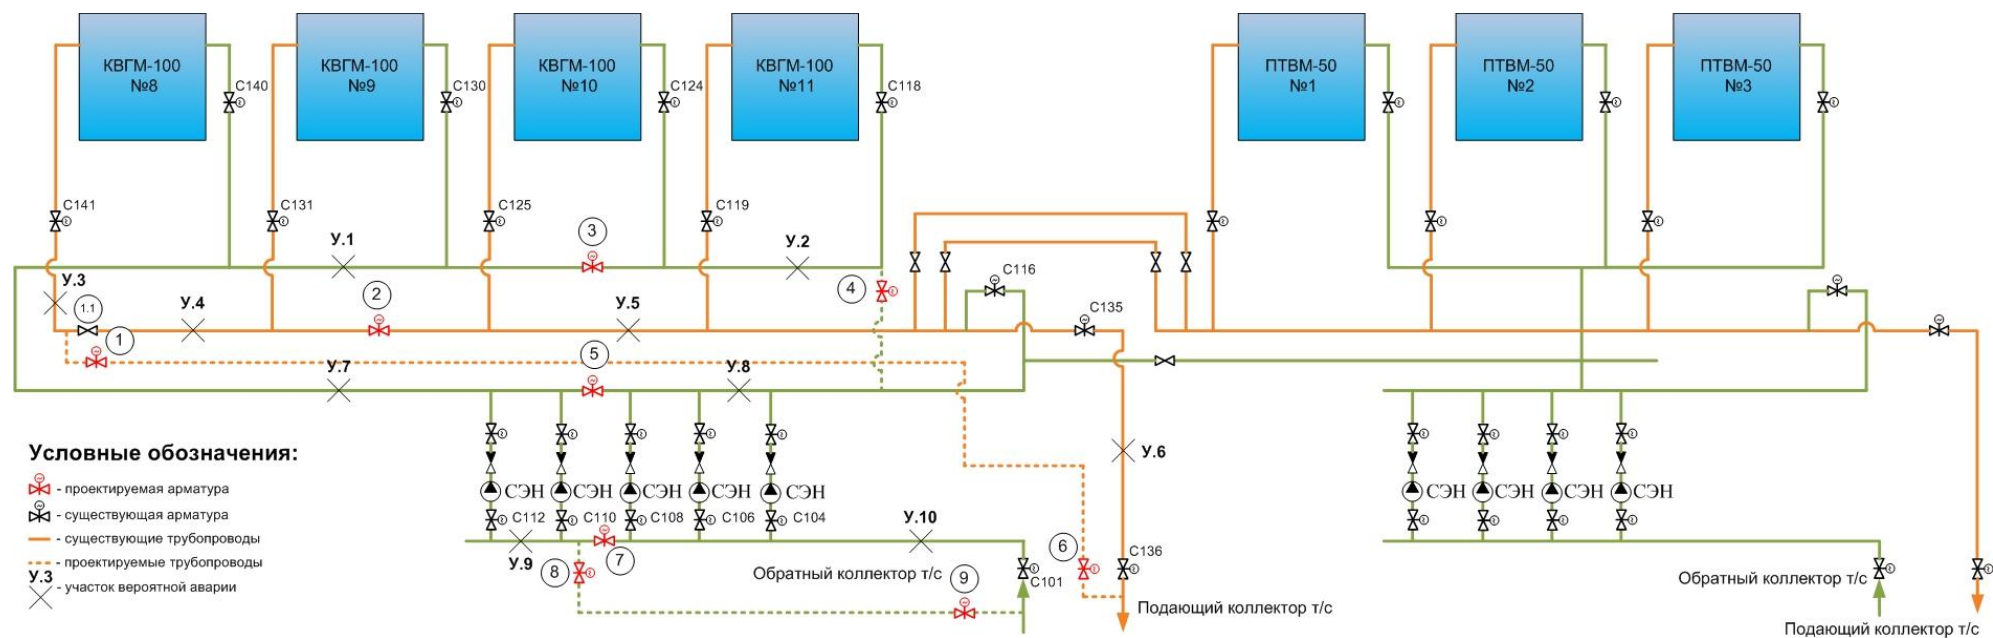 КВГМ-100
№8
КВГМ-100
№9
КВГМ-100
№10
КВГМ-100
№11
ПТВМ-50
№1
ПТВМ-50
№2
ПТВМ-50
№3
С140
С130
С124
С118
С141
С131
С125
С119
У.1
3
У.2
У.3
1.1
У.4
2
У.5
4
С116
С135
1
5
У.7
У.8
У.6
Условные обозначения:
- проектируемая арматура
- существующая арматура
- существующие трубопроводы
- проектируемые трубопроводы
У.3
- участок вероятной аварии
СЭН
СЭН
СЭН
СЭН
СЭН
СЭН
СЭН
СЭН
СЭН
С112
С110
С108
С106
С104
У.9
8
7
У.10
6
С136
С101
9
Обратный коллектор т/с
Подающий коллектор т/с
Обратный коллектор т/с
Подающий коллектор т/с